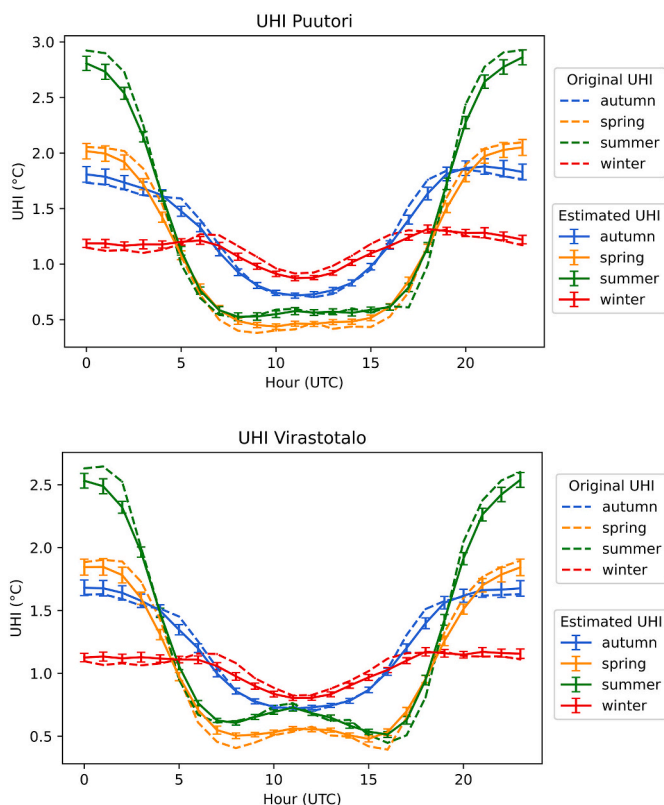 UHI Puutori
3.0
2.5
2.0
1.5
1.0
0.5
UHI (°C)
0
5
10
15
20
Hour (UTC)
Original UHI
autumn
spring
summer
winter
Estimated UHI
autumn
spring
summer
winter
UHI Virastotalo
2.5
2.0
1.5
1.0
0.5
UHI (°C)
0
5
10
15
20
Hour (UTC)
Original UHI
autumn
spring
summer
winter
Estimated UHI
autumn
spring
summer
winter